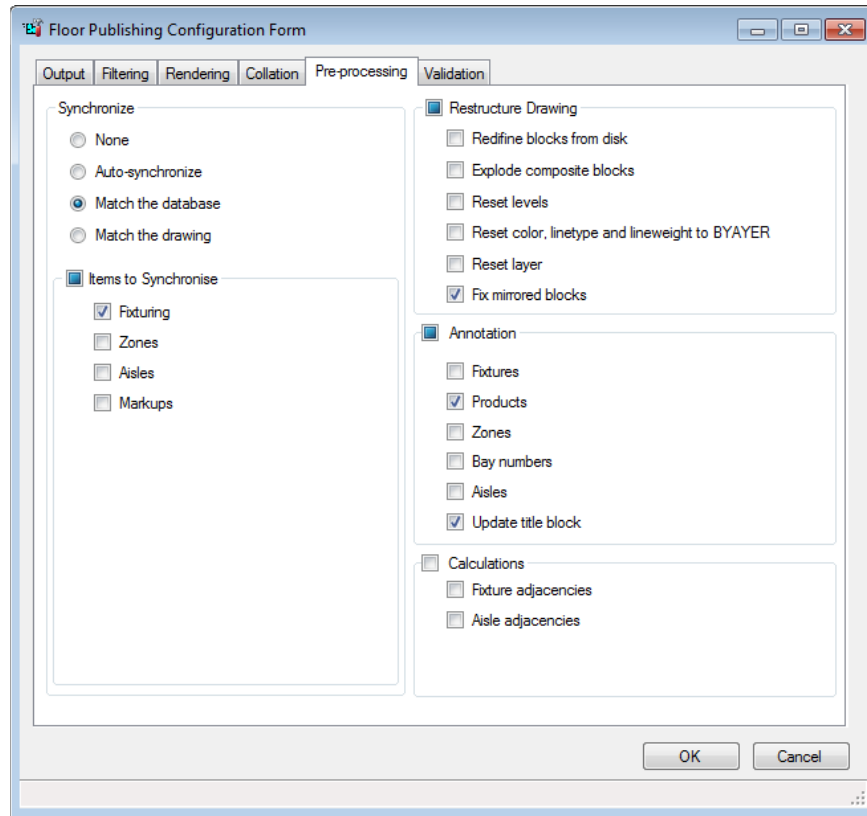 Floor Publishing Configuration Form
Output Filtering Rendering Collation Pre-processing Validation
Synchronize
None
Auto-synchronize
Match the database
Match the drawing
Items to Synchronise
Fixturing
Zones
Aisles
Markups
Restructure Drawing
Redifine blocks from disk
Explode composite blocks
Reset levels
Reset color, linetype and lineweight to BYAYER
Reset layer
Fix mirrored blocks
Annotation
Fixtures
Products
Zones
Bay numbers
Aisles
Update title block
Calculations
Fixture adjacencies
Aisle adjacencies
OK Cancel